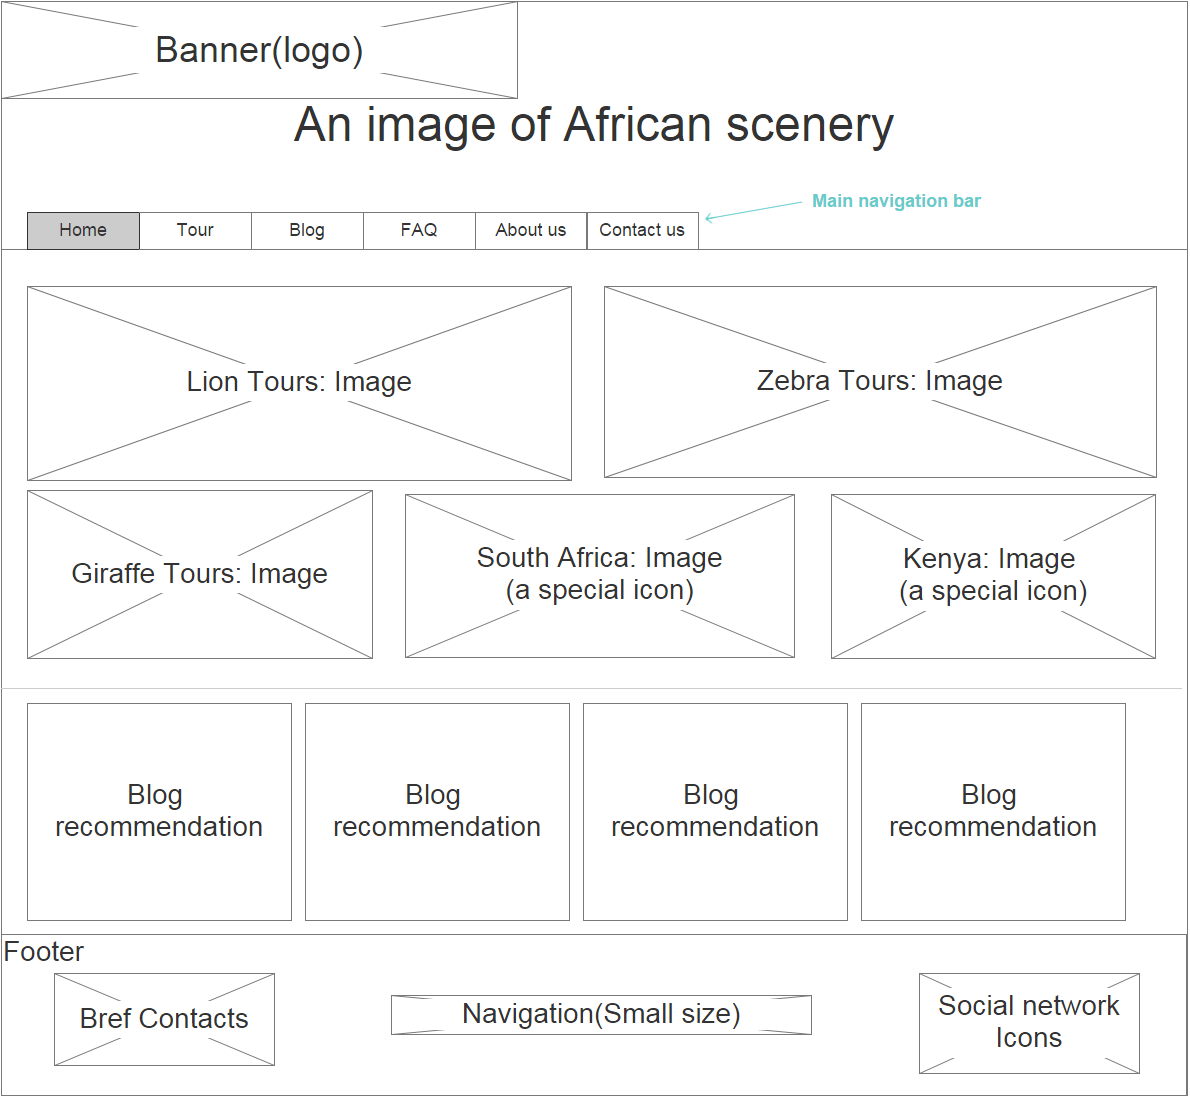 Banner(logo)
An image of African scenery
Main navigation bar
Home
Tour
Blog
FAQ
About us
Contact us
Lion Tours: Image
Zebra Tours: Image
Giraffe Tours: Image
South Africa: Image
(a special icon)
Kenya: Image
(a special icon)
Blog
recommendation
Blog
recommendation
Blog
recommendation
Blog
recommendation
Footer
Bref Contacts
Navigation(Small size)
Social network
Icons